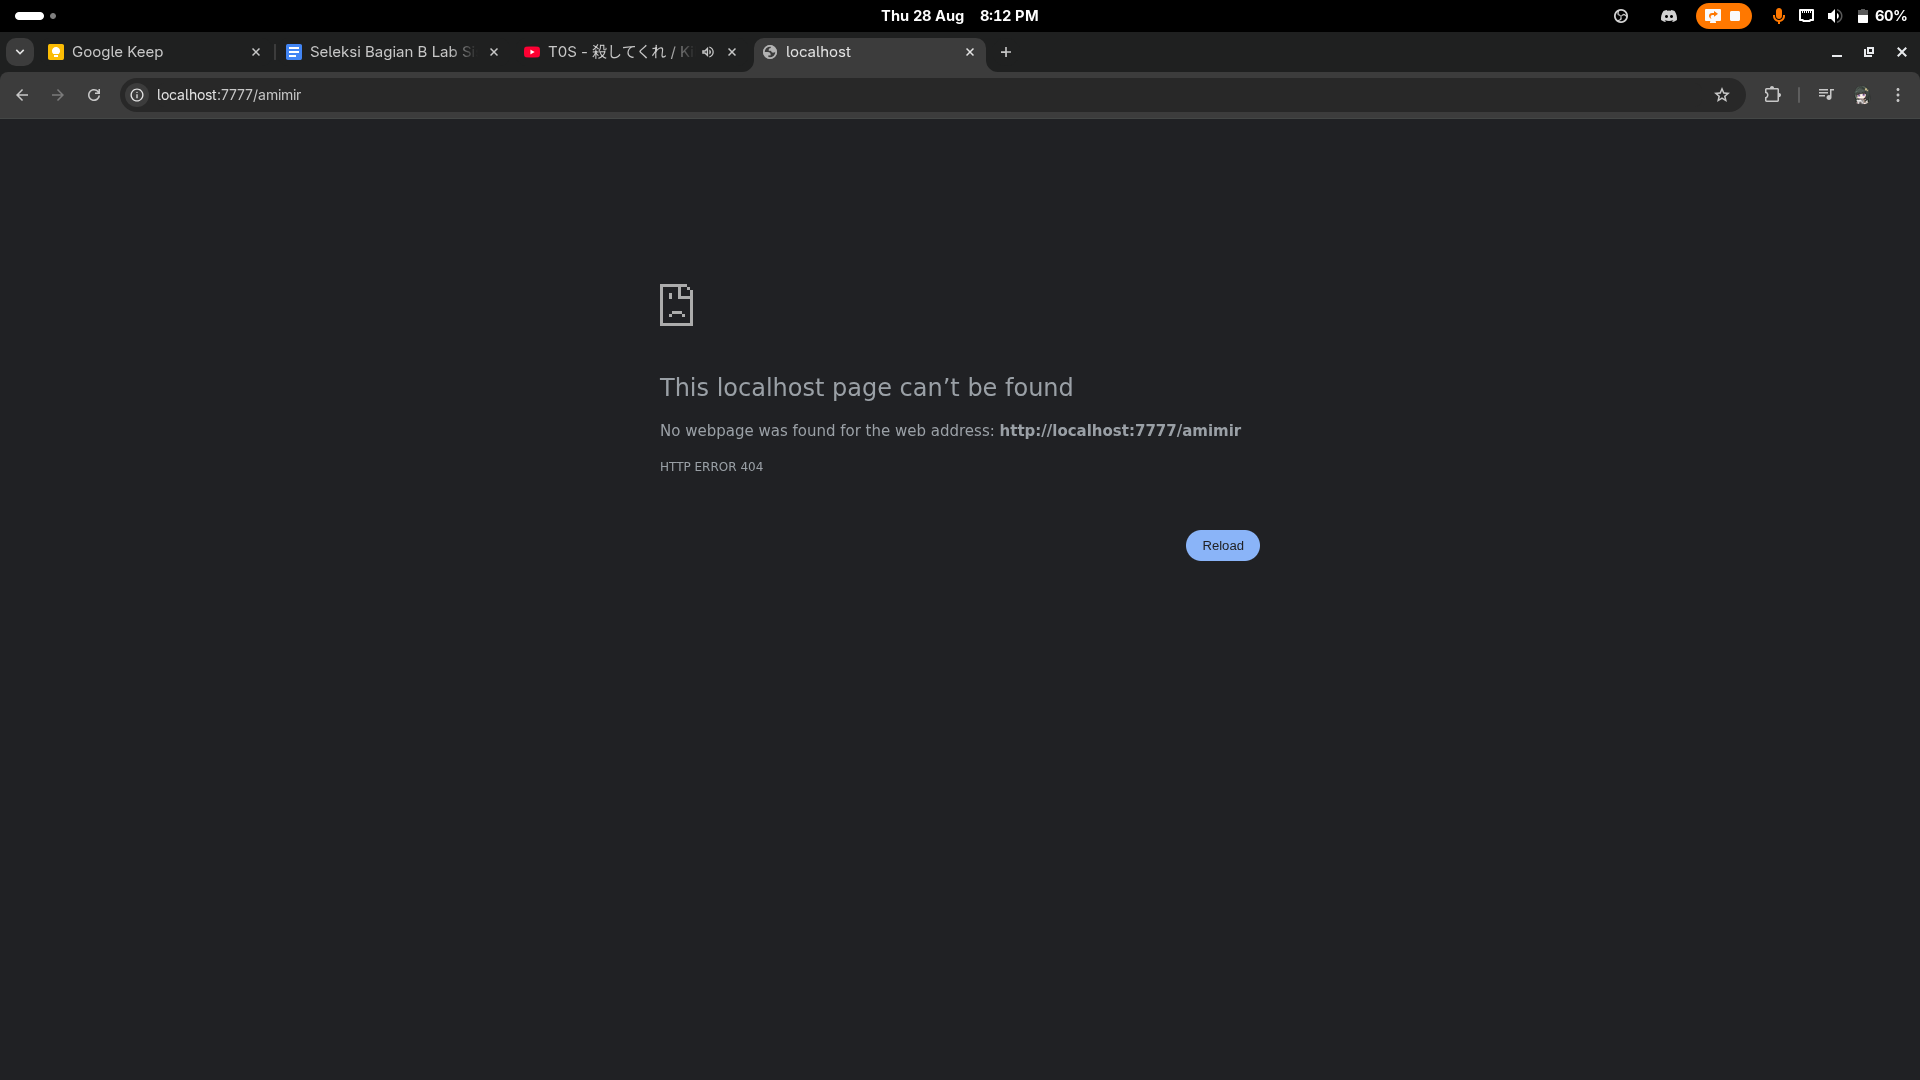 Thu 28 Aug 8:12 PM
60%
Google Keep
Seleksi Bagian B Lab
T0S - 殺してくれ /
localhost
localhost:7777/amimir
This localhost page can’t be found
No webpage was found for the web address: http://localhost:7777/amimir
HTTP ERROR 404
Reload